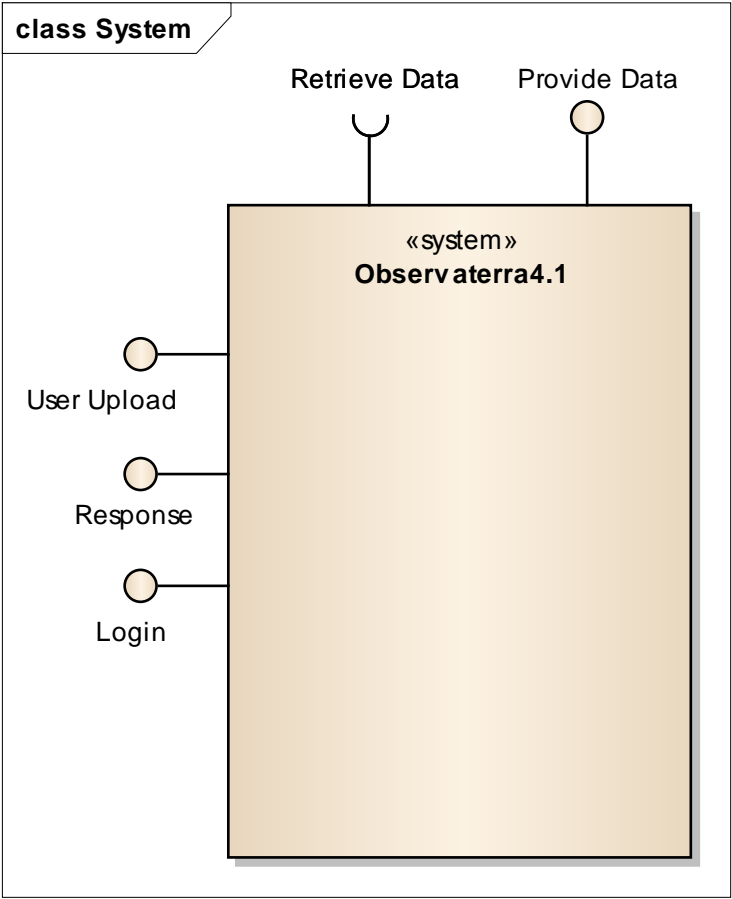 class System
Retrieve Data
Provide Data
«system»
Observaterra4.1
User Upload
Response
Login